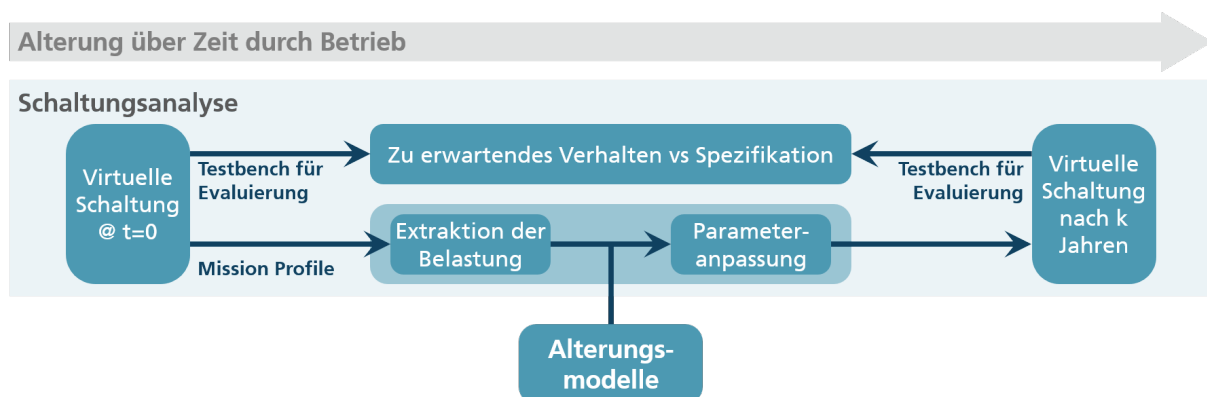 Alterung über Zeit durch Betrieb
Schaltungsanalyse
Virtuelle
Schaltung
@ t=0
Testbench für
Evaluierung
Zu erwartendes Verhalten vs Spezifikation
Testbench für
Evaluierung
Virtuelle
Schaltung
nach k
Jahren
Mission Profile
Extraktion der
Belastung
Parameter-
anpassung
Alterungs-
modelle